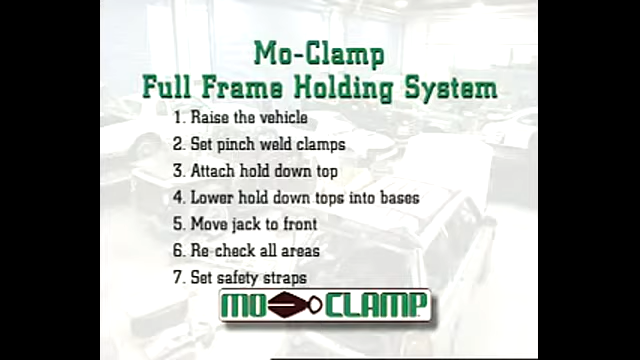 Mo-Clamp
Full Frame Holding System
1. Raise the vehicle
2. Set pinch weld clamps
3. Attach hold down top
4. Lower hold down tops into bases
5. Move jack to front
6. Re-check all areas
7. Set safety straps
MO CLAMP